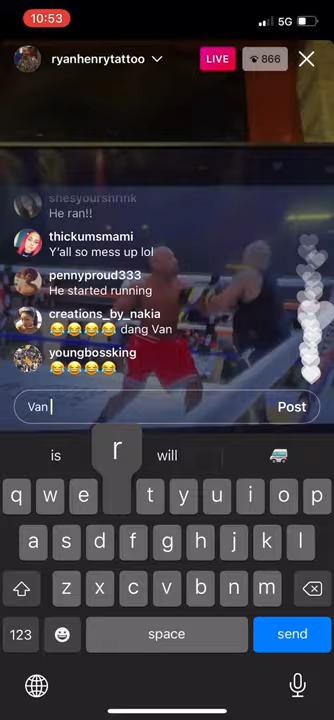 10:53
5G
ryanhenrytattoo
LIVE
866
shesyourshrink
He ran!!
thickumsmami
Y'all so mess up lol
pennyproud333
He started running
creations_by_nakia
😂😂😂😂 dang Van
youngbossking
😂😂😂😂
Van
Post
is
r
will
🚐
q w e t y u i o p
a s d f g h j k l
z x c v b n m
123
space
send